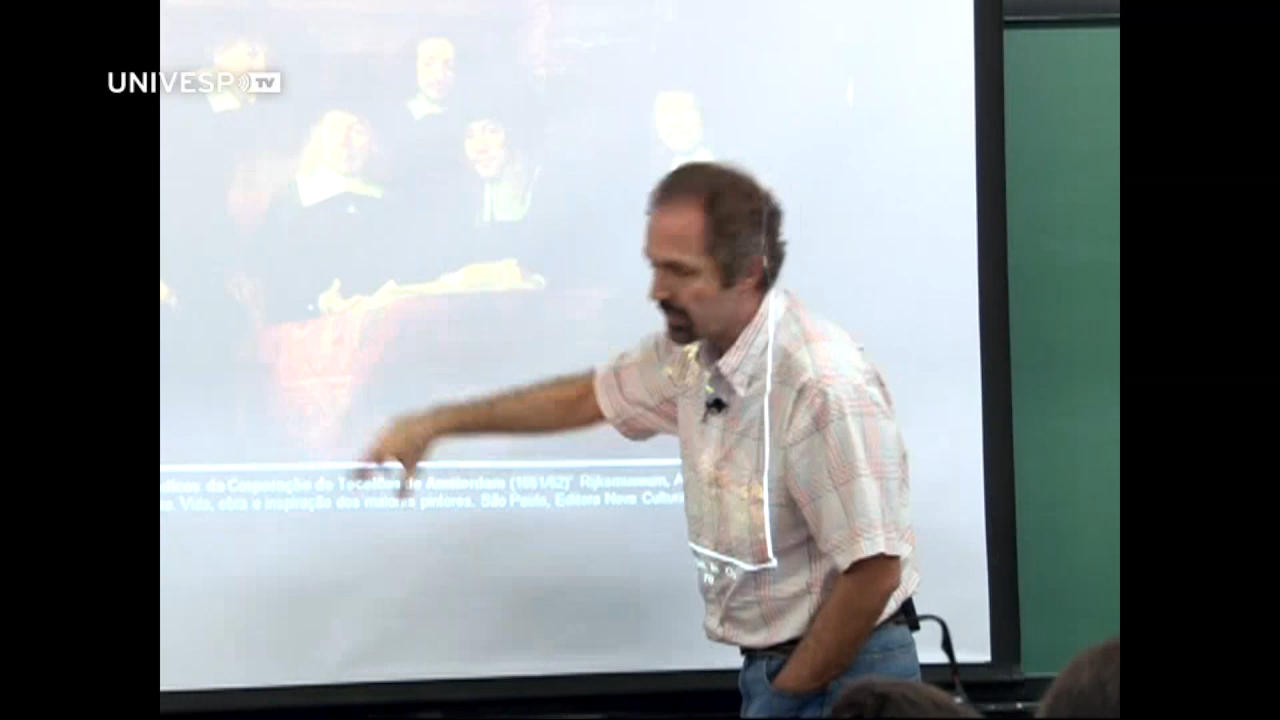 UNIVESP TV
da Corporação de Tecelões de Amsterdam (1661/62)" Rijksmuseum, A
Vida, obra e inspiração dos maiores pintores. São Paulo, Editora Nova Cultura